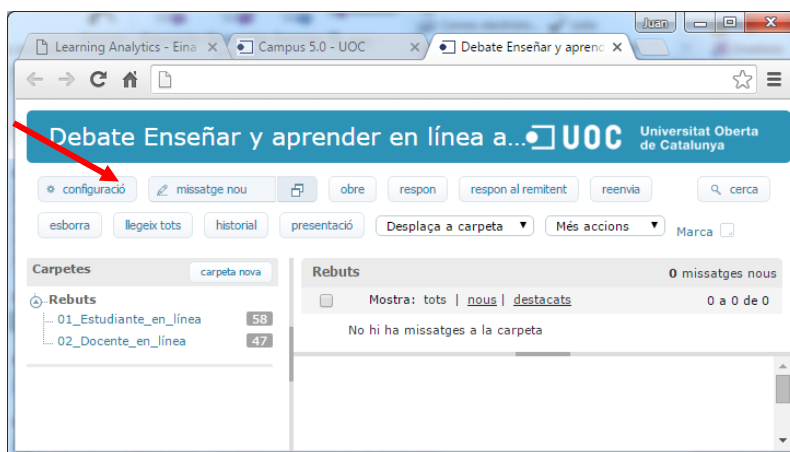 Juan
Learning Analytics - Eina
Campus 5.0 - UOC
Debate Enseñar y aprend
Debate Enseñar y aprender en línea a... UOC Universitat Oberta
de Catalunya
configuració missatge nou obre respon respon al remitent reenvia cerca
esborra llegeix tots historial presentació Desplaça a carpeta Més accions Marca
Carpetes carpeta nova Rebuts 0 missatges nous
Rebuts Mostra: tots | nous | destacats 0 a 0 de 0
01_Estudiante_en_línea 58 No hi ha missatges a la carpeta
02_Docente_en_línea 47